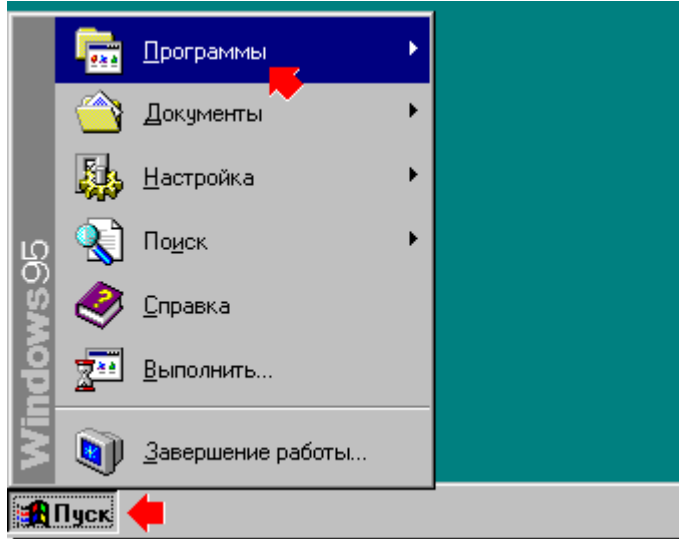 Программы
Документы
Настройка
Поиск
Справка
Выполнить...
Завершение работы...
Windows95
Пуск